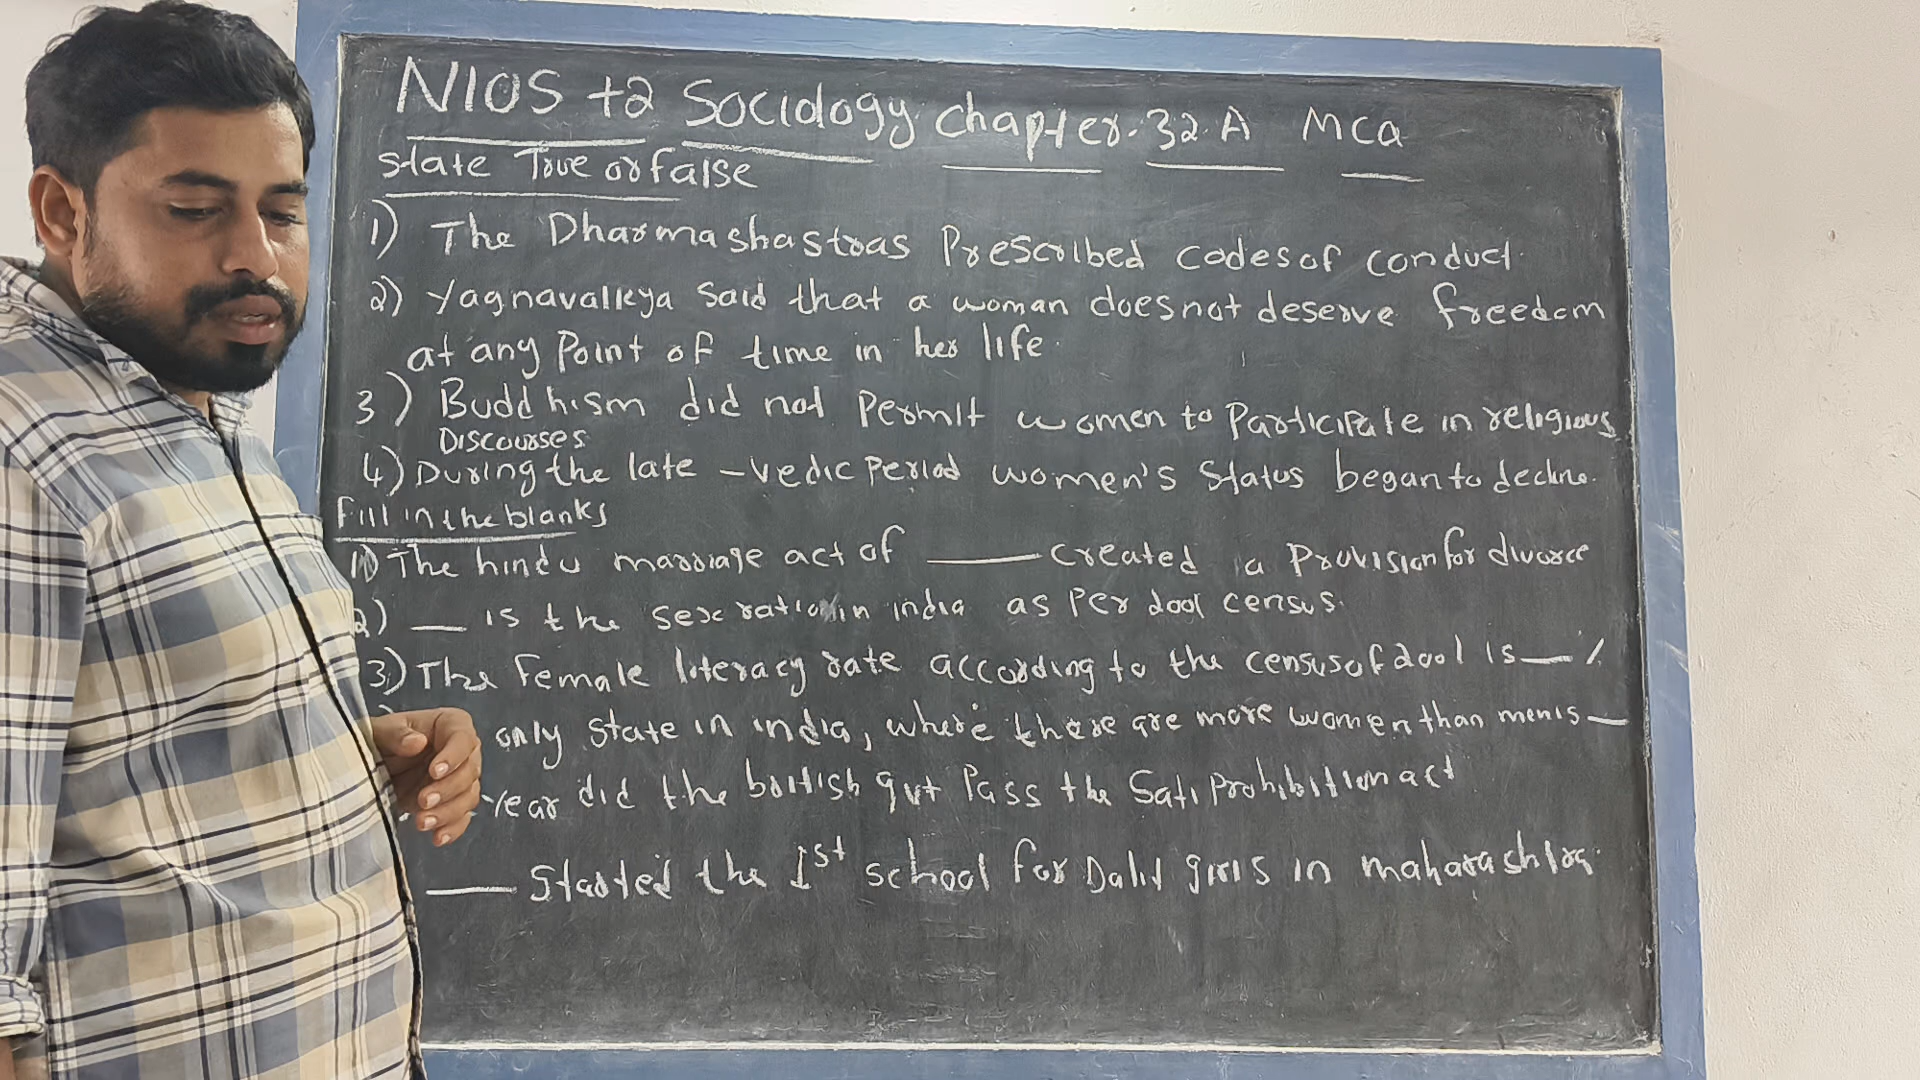 NIOS +2 Sociology chapter.32.A MCQ
State True or false
1) The Dharmashastras Prescribed codes of conduct.
2) Yagnavalkya said that a woman does not deserve freedom
at any Point of time in her life.
3) Buddhism did not Permit women to Participate in religious
Discourses
4) During the late - vedic Period women's status began to decline.
Fill in the blanks
1) The hindu marriage act of ___ created a Provision for divorce
2) ___ is the sex ratio in india as Per 2001 census.
3) The Female literacy rate according to the census of 2001 is ___ %
only state in india, where there are more women than men is ___
year did the british gvt Pass the Sati Prohibition act
___ Started the 1st school for Dalit girls in maharashtra.